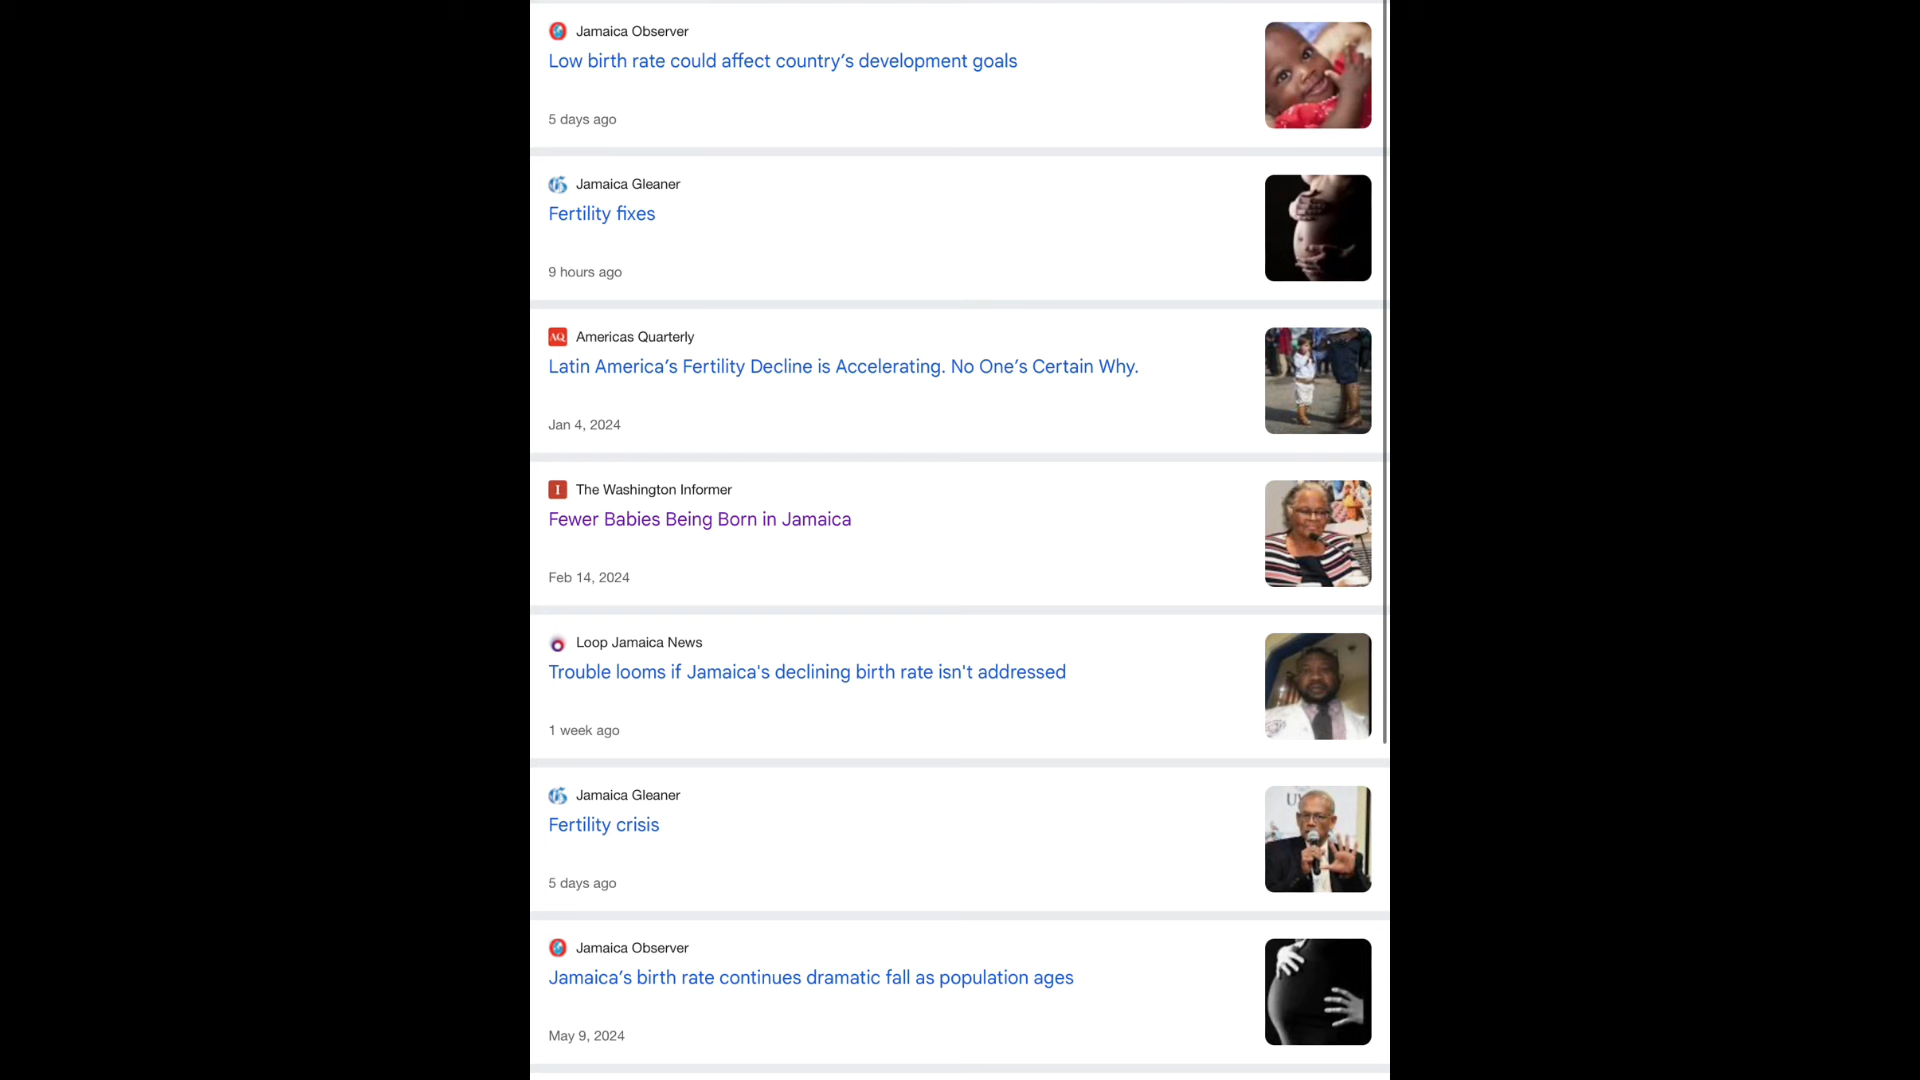 Jamaica Observer
Low birth rate could affect country’s development goals
5 days ago
Jamaica Gleaner
Fertility fixes
9 hours ago
AQ
Americas Quarterly
Latin America’s Fertility Decline is Accelerating. No One’s Certain Why.
Jan 4, 2024
I
The Washington Informer
Fewer Babies Being Born in Jamaica
Feb 14, 2024
Loop Jamaica News
Trouble looms if Jamaica's declining birth rate isn't addressed
1 week ago
Jamaica Gleaner
Fertility crisis
5 days ago
Jamaica Observer
Jamaica’s birth rate continues dramatic fall as population ages
May 9, 2024